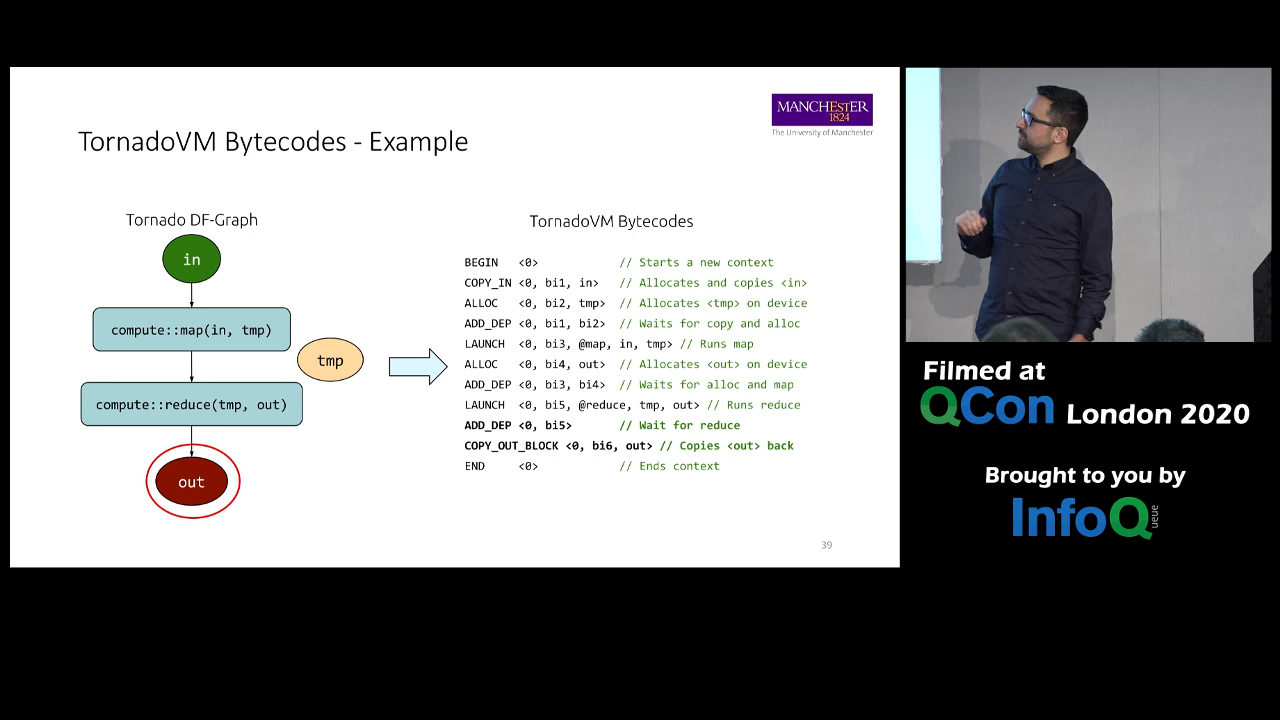 MANCHESTER
1824
The University of Manchester
TornadoVM Bytecodes - Example
Tornado DF-Graph
in
compute::map(in, tmp)
tmp
compute::reduce(tmp, out)
out
TornadoVM Bytecodes
BEGIN <0> // Starts a new context
COPY_IN <0, bi1, in> // Allocates and copies <in>
ALLOC <0, bi2, tmp> // Allocates <tmp> on device
ADD_DEP <0, bi1, bi2> // Waits for copy and alloc
LAUNCH <0, bi3, @map, in, tmp> // Runs map
ALLOC <0, bi4, out> // Allocates <out> on device
ADD_DEP <0, bi3, bi4> // Waits for alloc and map
LAUNCH <0, bi5, @reduce, tmp, out> // Runs reduce
ADD_DEP <0, bi5> // Wait for reduce
COPY_OUT_BLOCK <0, bi6, out> // Copies <out> back
END <0> // Ends context
39
Filmed at
QCon London 2020
Brought to you by
InfoQueue